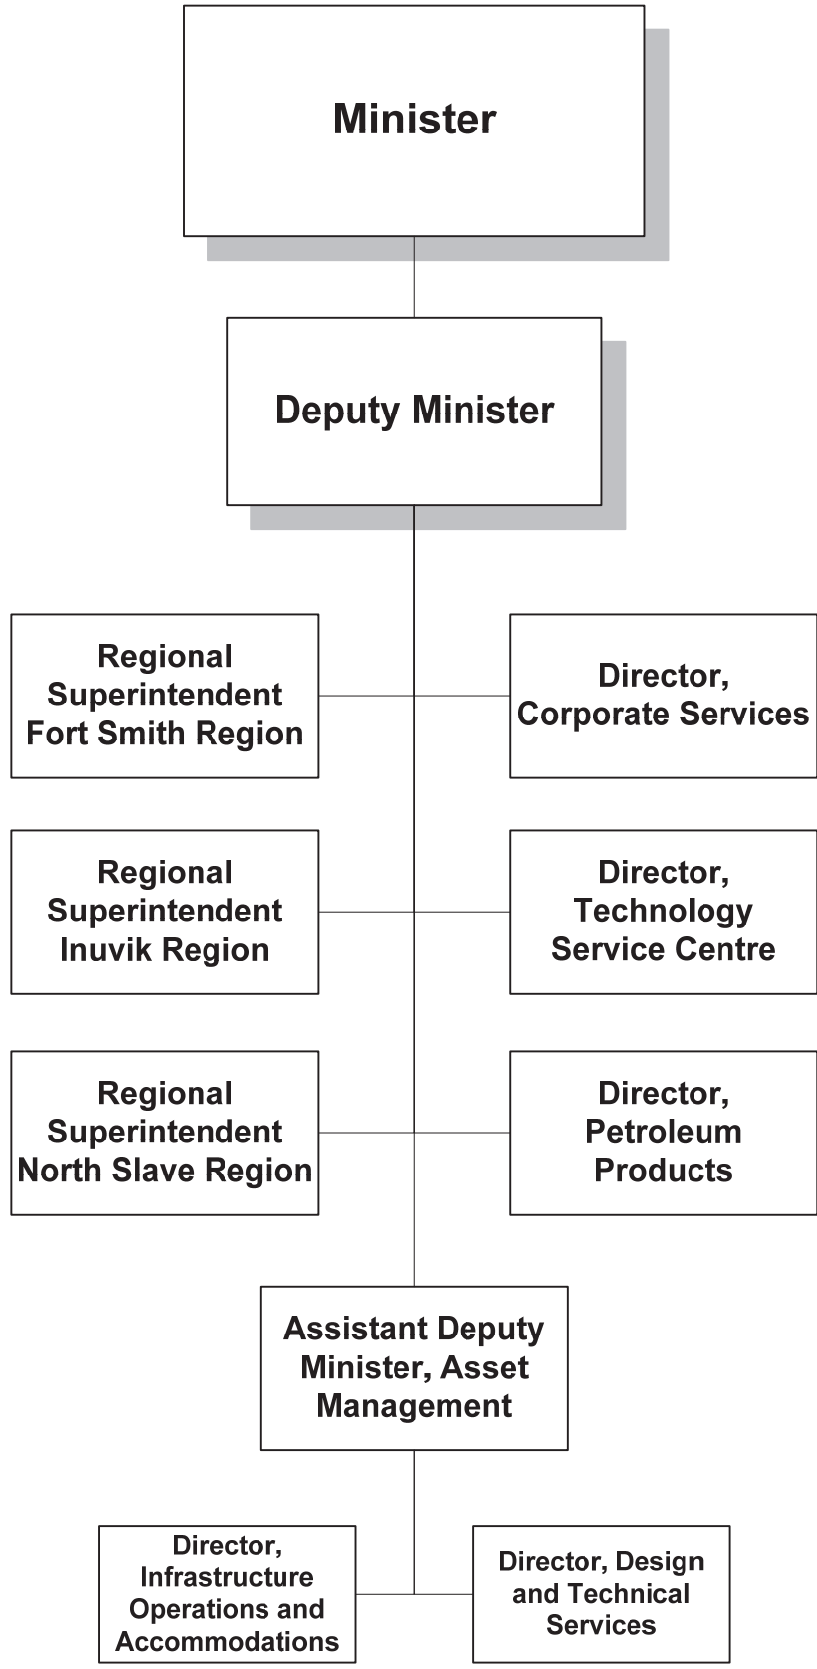 Minister
Deputy Minister
Regional
Superintendent
Fort Smith Region
Director,
Corporate Services
Regional
Superintendent
Inuvik Region
Director,
Technology
Service Centre
Regional
Superintendent
North Slave Region
Director,
Petroleum
Products
Assistant Deputy
Minister, Asset
Management
Director,
Infrastructure
Operations and
Accommodations
Director, Design
and Technical
Services